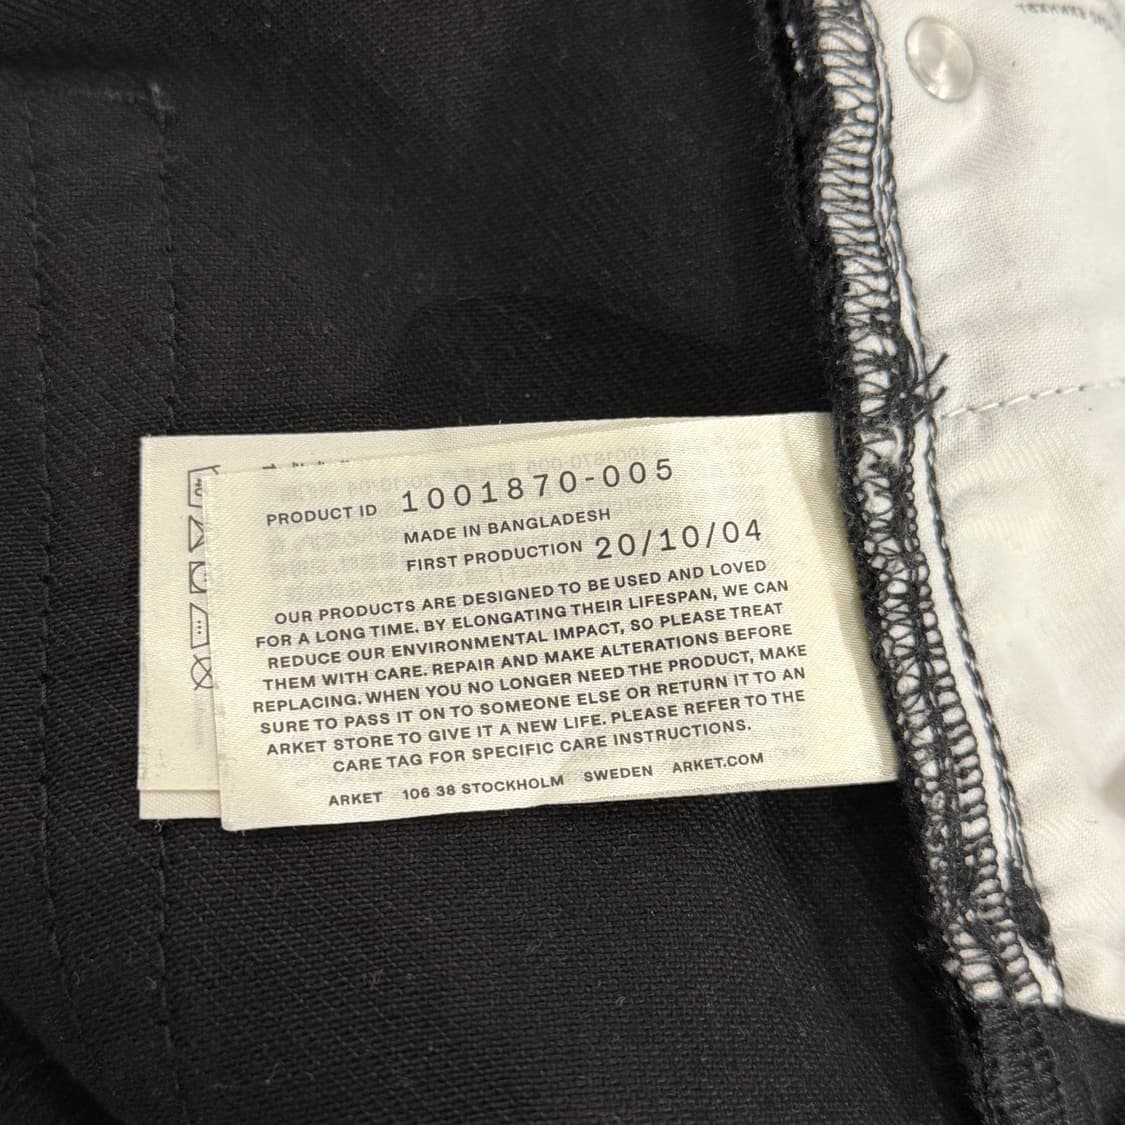 PRODUCT ID 1001870-005
MADE IN BANGLADESH
FIRST PRODUCTION 20/10/04
OUR PRODUCTS ARE DESIGNED TO BE USED AND LOVED
FOR A LONG TIME. BY ELONGATING THEIR LIFESPAN, WE CAN
REDUCE OUR ENVIRONMENTAL IMPACT, SO PLEASE TREAT
THEM WITH CARE. REPAIR AND MAKE ALTERATIONS BEFORE
REPLACING. WHEN YOU NO LONGER NEED THE PRODUCT, MAKE
SURE TO PASS IT ON TO SOMEONE ELSE OR RETURN IT TO AN
ARKET STORE TO GIVE IT A NEW LIFE. PLEASE REFER TO THE
CARE TAG FOR SPECIFIC CARE INSTRUCTIONS.
ARKET 106 38 STOCKHOLM SWEDEN ARKET.COM